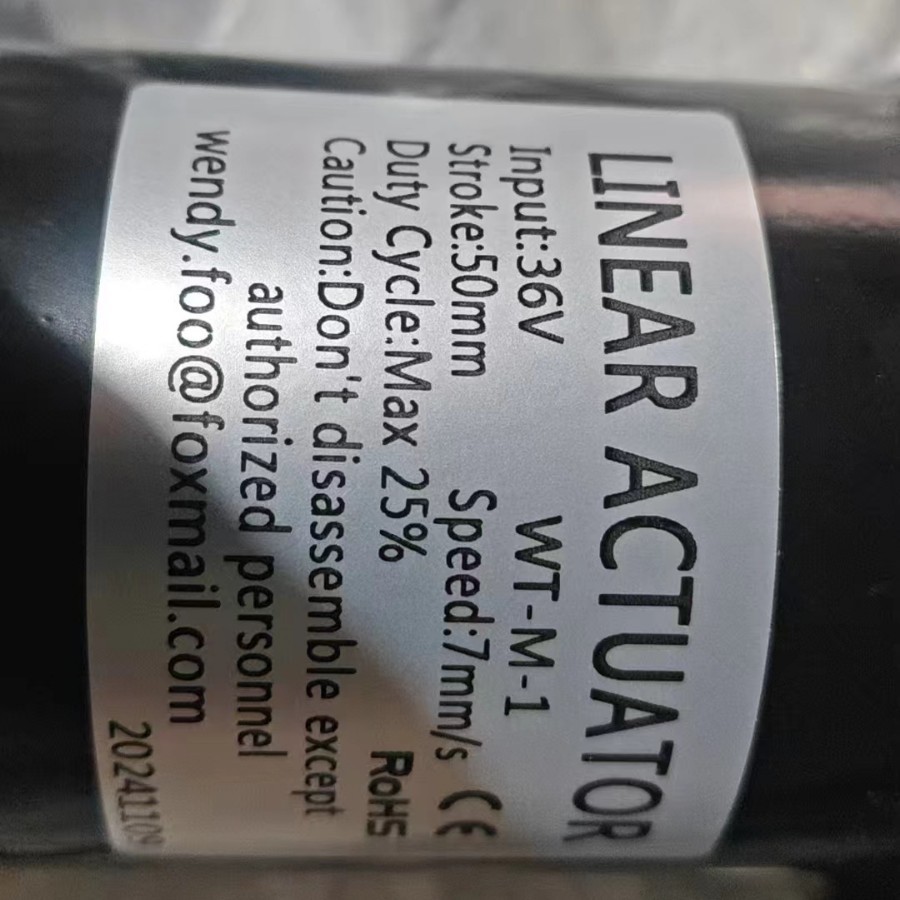 LINEAR ACTUATOR
Input:36V WT-M-1
Stroke:50mm Speed:7mm/s CE
Duty Cycle:Max 25% RoHS
Caution:Don't disassemble except
authorized personnel
wendy.foo@foxmail.com